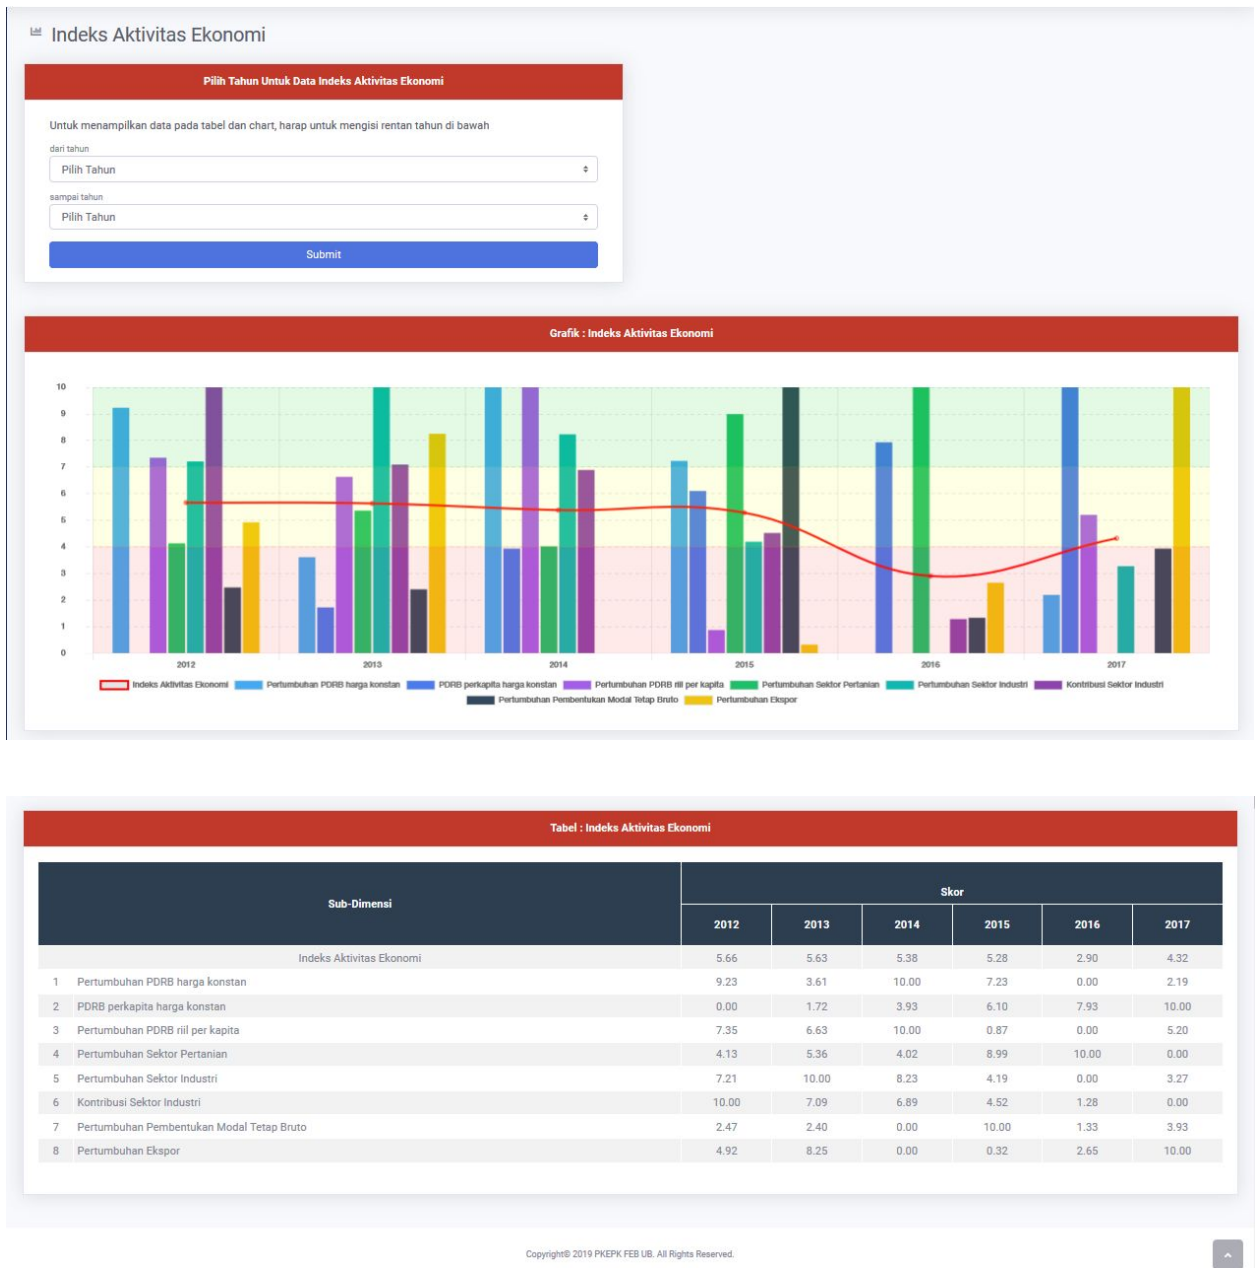 Indeks Aktivitas Ekonomi
Pilih Tahun Untuk Data Indeks Aktivitas Ekonomi
Untuk menampilkan data pada tabel dan chart, harap untuk mengisi rentan tahun di bawah
dari tahun
Pilih Tahun
sampai tahun
Pilih Tahun
Submit
Grafik : Indeks Aktivitas Ekonomi
10
9
8
7
6
5
4
3
2
1
0
2012 2013 2014 2015 2016 2017
Indeks Aktivitas Ekonomi Pertumbuhan PDRB harga konstan PDRB perkapita harga konstan Pertumbuhan PDRB riil per kapita Pertumbuhan Sektor Pertanian Pertumbuhan Sektor Industri Kontribusi Sektor Industri
Pertumbuhan Pembentukan Modal Tetap Bruto Pertumbuhan Ekspor
Tabel : Indeks Aktivitas Ekonomi
Sub-Dimensi Skor
2012 2013 2014 2015 2016 2017
Indeks Aktivitas Ekonomi 5.66 5.63 5.38 5.28 2.90 4.32
1 Pertumbuhan PDRB harga konstan 9.23 3.61 10.00 7.23 0.00 2.19
2 PDRB perkapita harga konstan 0.00 1.72 3.93 6.10 7.93 10.00
3 Pertumbuhan PDRB riil per kapita 7.35 6.63 10.00 0.87 0.00 5.20
4 Pertumbuhan Sektor Pertanian 4.13 5.36 4.02 8.99 10.00 0.00
5 Pertumbuhan Sektor Industri 7.21 10.00 8.23 4.19 0.00 3.27
6 Kontribusi Sektor Industri 10.00 7.09 6.89 4.52 1.28 0.00
7 Pertumbuhan Pembentukan Modal Tetap Bruto 2.47 2.40 0.00 10.00 1.33 3.93
8 Pertumbuhan Ekspor 4.92 8.25 0.00 0.32 2.65 10.00
Copyright© 2019 PKEPK FEB UB. All Rights Reserved.